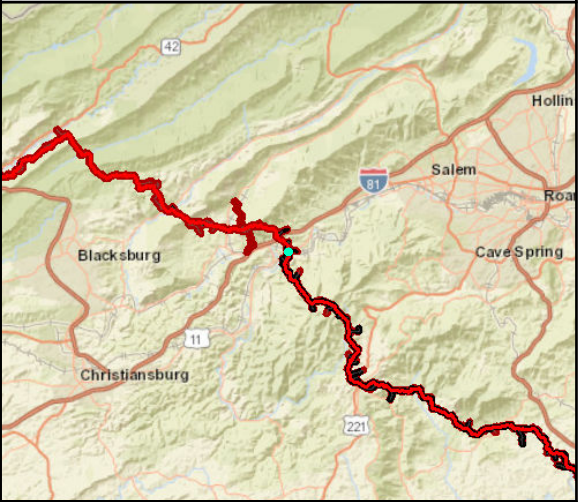 42
Hollin
Salem
81
Roa
Blacksburg
Cave Spring
11
Christiansburg
221